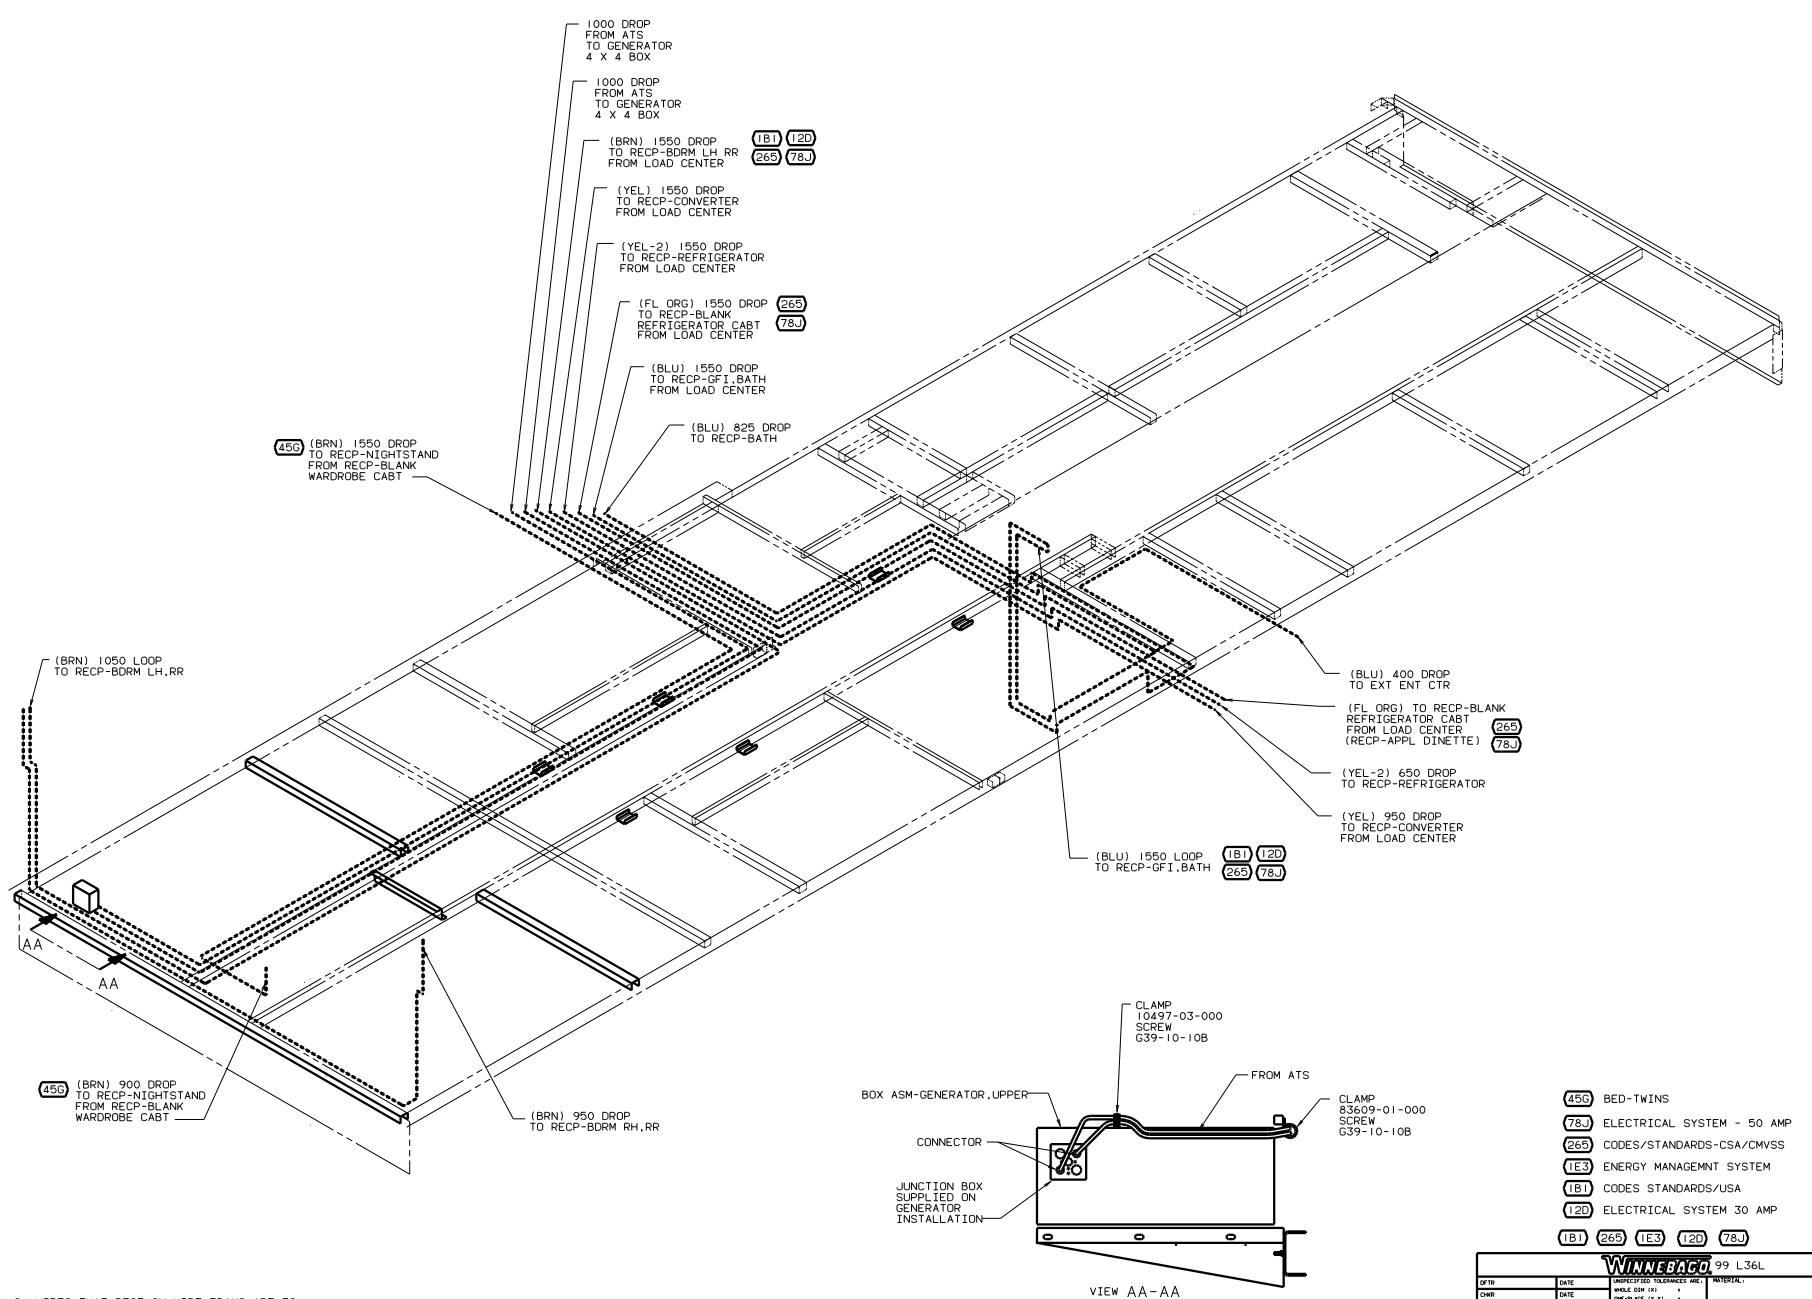 1000 DROP
FROM ATS
TO GENERATOR
4 X 4 BOX
1000 DROP
FROM ATS
TO GENERATOR
4 X 4 BOX
(BRN) 1550 DROP 1B1 12D
TO RECP-BDRM LH RR 265 78J
FROM LOAD CENTER
(YEL) 1550 DROP
TO RECP-CONVERTER
FROM LOAD CENTER
(YEL-2) 1550 DROP
TO RECP-REFRIGERATOR
FROM LOAD CENTER
(FL ORG) 1550 DROP 265
TO RECP-BLANK
REFRIGERATOR CABT 78J
FROM LOAD CENTER
(BLU) 1550 DROP
TO RECP-GFI,BATH
FROM LOAD CENTER
(BLU) 825 DROP
TO RECP-BATH
45G (BRN) 1550 DROP
TO RECP-NIGHTSTAND
FROM RECP-BLANK
WARDROBE CABT
(BRN) 1050 LOOP
TO RECP-BDRM LH,RR
(BLU) 400 DROP
TO EXT ENT CTR
(FL ORG) TO RECP-BLANK
REFRIGERATOR CABT
FROM LOAD CENTER 265
(RECP-APPL DINETTE) 78J
(YEL-2) 650 DROP
TO RECP-REFRIGERATOR
(YEL) 950 DROP
TO RECP-CONVERTER
FROM LOAD CENTER
(BLU) 1550 LOOP 1B1 12D
TO RECP-GFI,BATH 265 78J
AA
AA
45G (BRN) 900 DROP
TO RECP-NIGHTSTAND
FROM RECP-BLANK
WARDROBE CABT
(BRN) 950 DROP
TO RECP-BDRM RH,RR
CLAMP
10497-03-000
SCREW
G39-10-10B
FROM ATS
BOX ASM-GENERATOR,UPPER
CLAMP
83609-01-000
SCREW
G39-10-10B
CONNECTOR
JUNCTION BOX
SUPPLIED ON
GENERATOR
INSTALLATION
VIEW AA-AA
45G BED-TWINS
78J ELECTRICAL SYSTEM - 50 AMP
265 CODES/STANDARDS-CSA/CMVSS
1E3 ENERGY MANAGEMNT SYSTEM
1B1 CODES STANDARDS/USA
12D ELECTRICAL SYSTEM 30 AMP
1B1 265 1E3 12D 78J
WINNEBAGO 99 L36L
DFTR DATE UNSPECIFIED TOLERANCES ARE: MATERIAL:
CHKR DATE WHOLE DIM (X) :